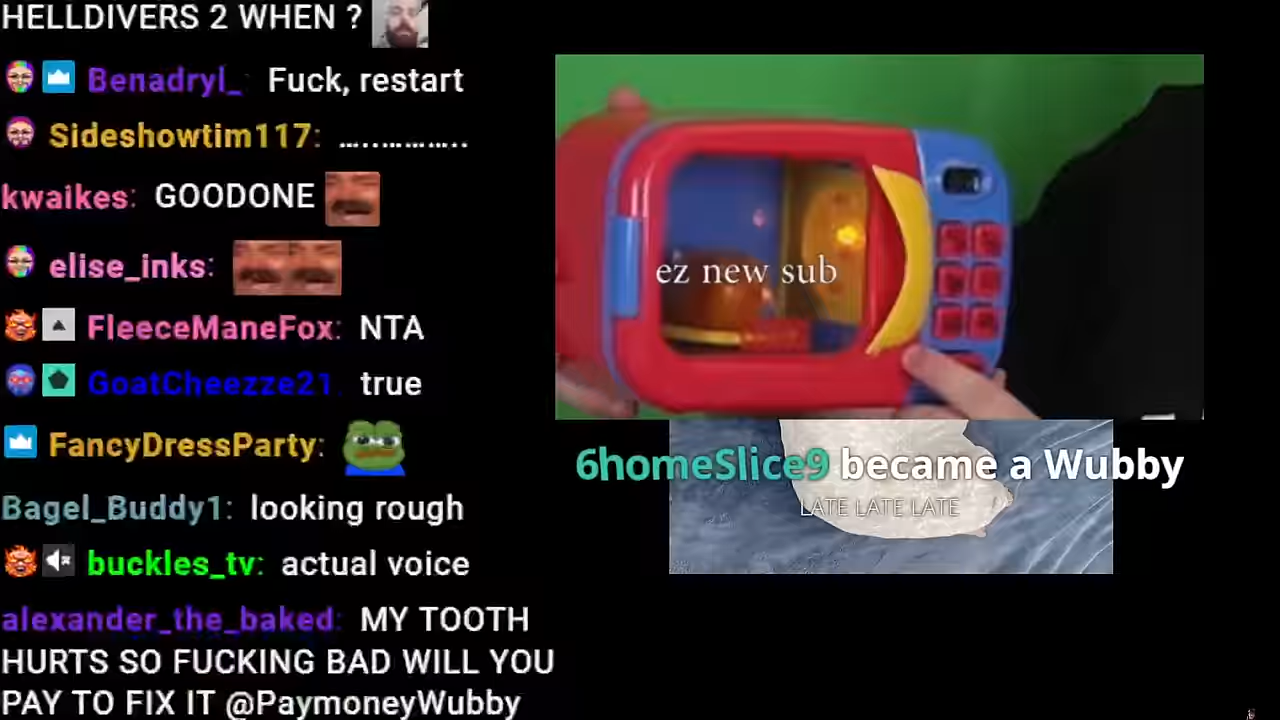 HELLDIVERS 2 WHEN ?
Benadryl_: Fuck, restart
Sideshowtim117: …..………..
kwaikes: GOODONE
elise_inks:
FleeceManeFox: NTA
GoatCheezze21: true
FancyDressParty:
Bagel_Buddy1: looking rough
buckles_tv: actual voice
alexander_the_baked: MY TOOTH
HURTS SO FUCKING BAD WILL YOU
PAY TO FIX IT @PaymoneyWubby
ez new sub
6homeSlice9 became a Wubby
LATE LATE LATE